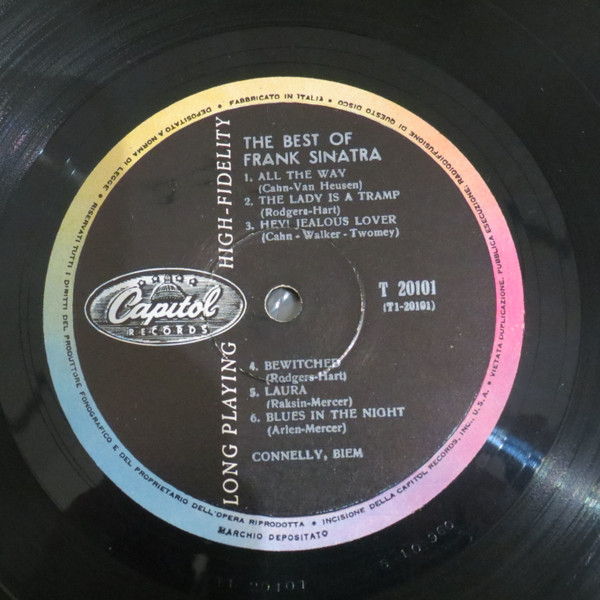 THE BEST OF
FRANK SINATRA
1. ALL THE WAY
(Cahn-Van Heusen)
2. THE LADY IS A TRAMP
(Rodgers-Hart)
3. HEY! JEALOUS LOVER
(Cahn - Walker - Twomey)
LONG PLAYING HIGH-FIDELITY
Capitol
RECORDS
T 20101
(T1-20101)
4. BEWITCHED
(Rodgers-Hart)
5. LAURA
(Raksin-Mercer)
6. BLUES IN THE NIGHT
(Arlen-Mercer)
CONNELLY, BIEM
FABBRICATO IN ITALIA • DEPOSITATO A NORMA DI LEGGE • RISERVATI TUTTI I DIRITTI DEL PRODUTTORE FONOGRAFICO E DEL PROPRIETARIO DELL'OPERA RIPRODOTTA • INCISIONE DELLA CAPITOL RECORDS, INC., U.S.A. • VIETATA DUPLICAZIONE, PUBBLICA ESECUZIONE, RADIODIFFUSIONE DI QUESTO DISCO
MARCHIO DEPOSITATO
20101